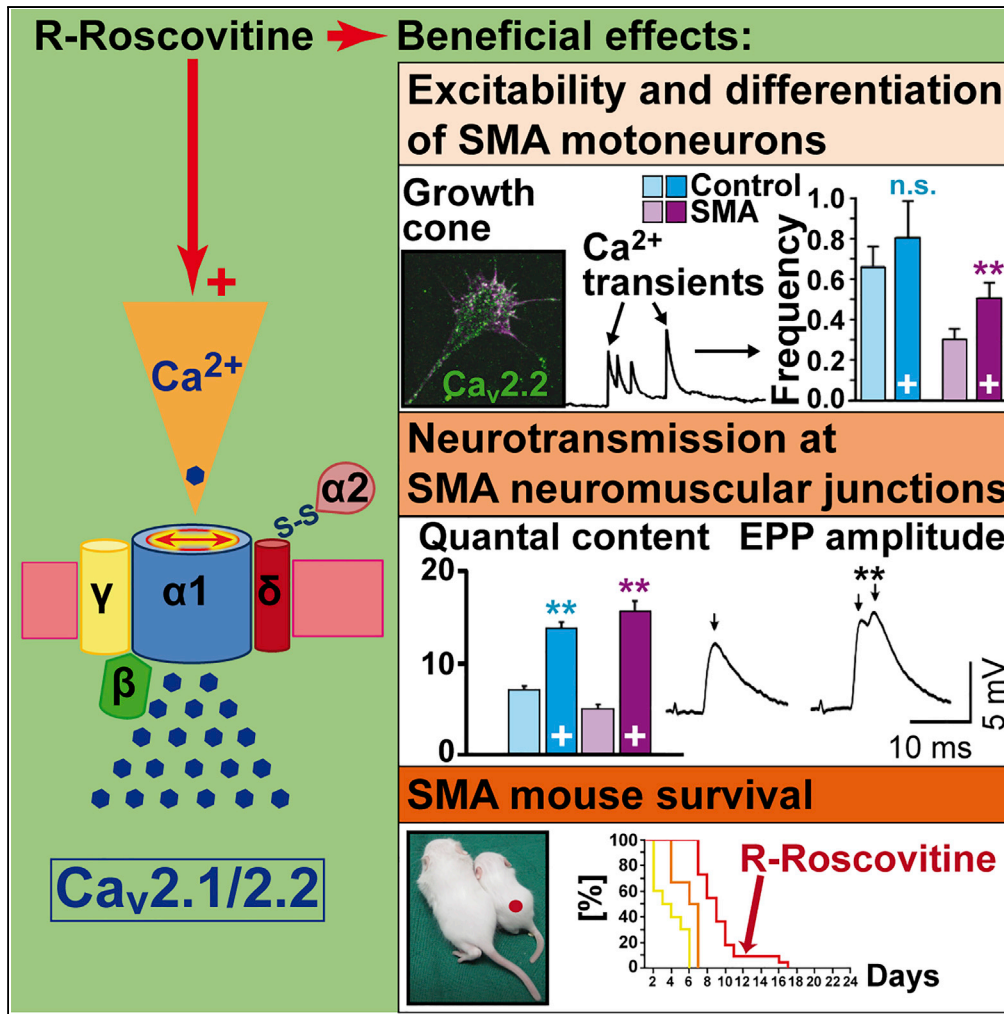 R-Roscovitine Beneficial effects:
+
Ca2+
α2
s-s
γ
α1
δ
β
Cav2.1/2.2
Excitability and differentiation
of SMA motoneurons
Growth
cone
Cav2.2
Control
SMA
Ca2+
transients
Frequency
1.0
0.8
0.6
0.4
0.2
0.0
n.s.
**
+
+
Neurotransmission at
SMA neuromuscular junctions
Quantal content
20
10
0
**
**
+
+
EPP amplitude
**
5 mV
10 ms
SMA mouse survival
[%]
100
80
60
40
20
0
R-Roscovitine
2 4 6 8 10 12 14 16 18 20 22 24
Days